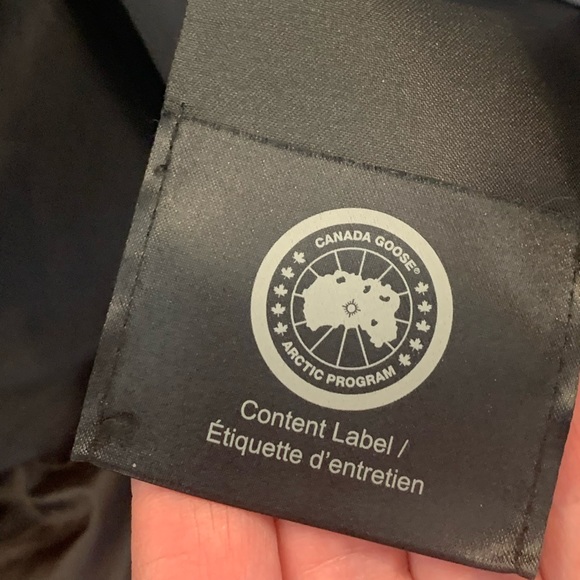 CANADA GOOSE®
ARCTIC PROGRAM
Content Label /
Étiquette d'entretien